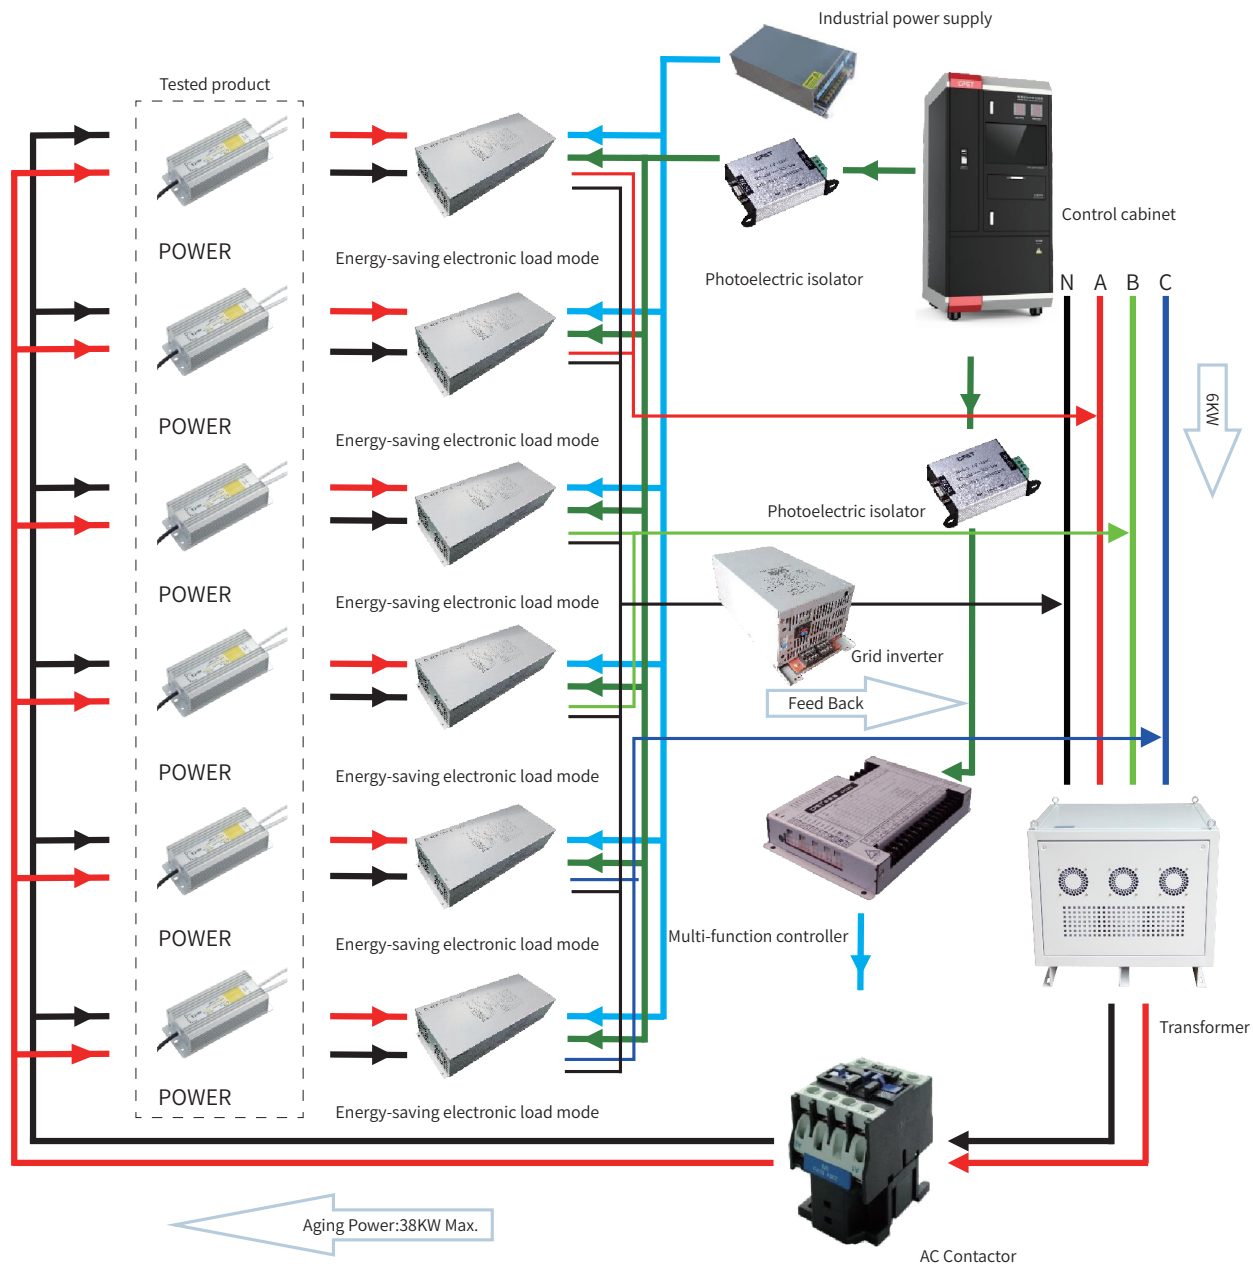 Industrial power supply
Tested product
Control cabinet
POWER
Energy-saving electronic load mode
Photoelectric isolator
N A B C
6KW
POWER
Energy-saving electronic load mode
Photoelectric isolator
POWER
Energy-saving electronic load mode
Grid inverter
Feed Back
POWER
Energy-saving electronic load mode
POWER
Energy-saving electronic load mode
Multi-function controller
Transformer
POWER
Energy-saving electronic load mode
Aging Power:38KW Max.
AC Contactor